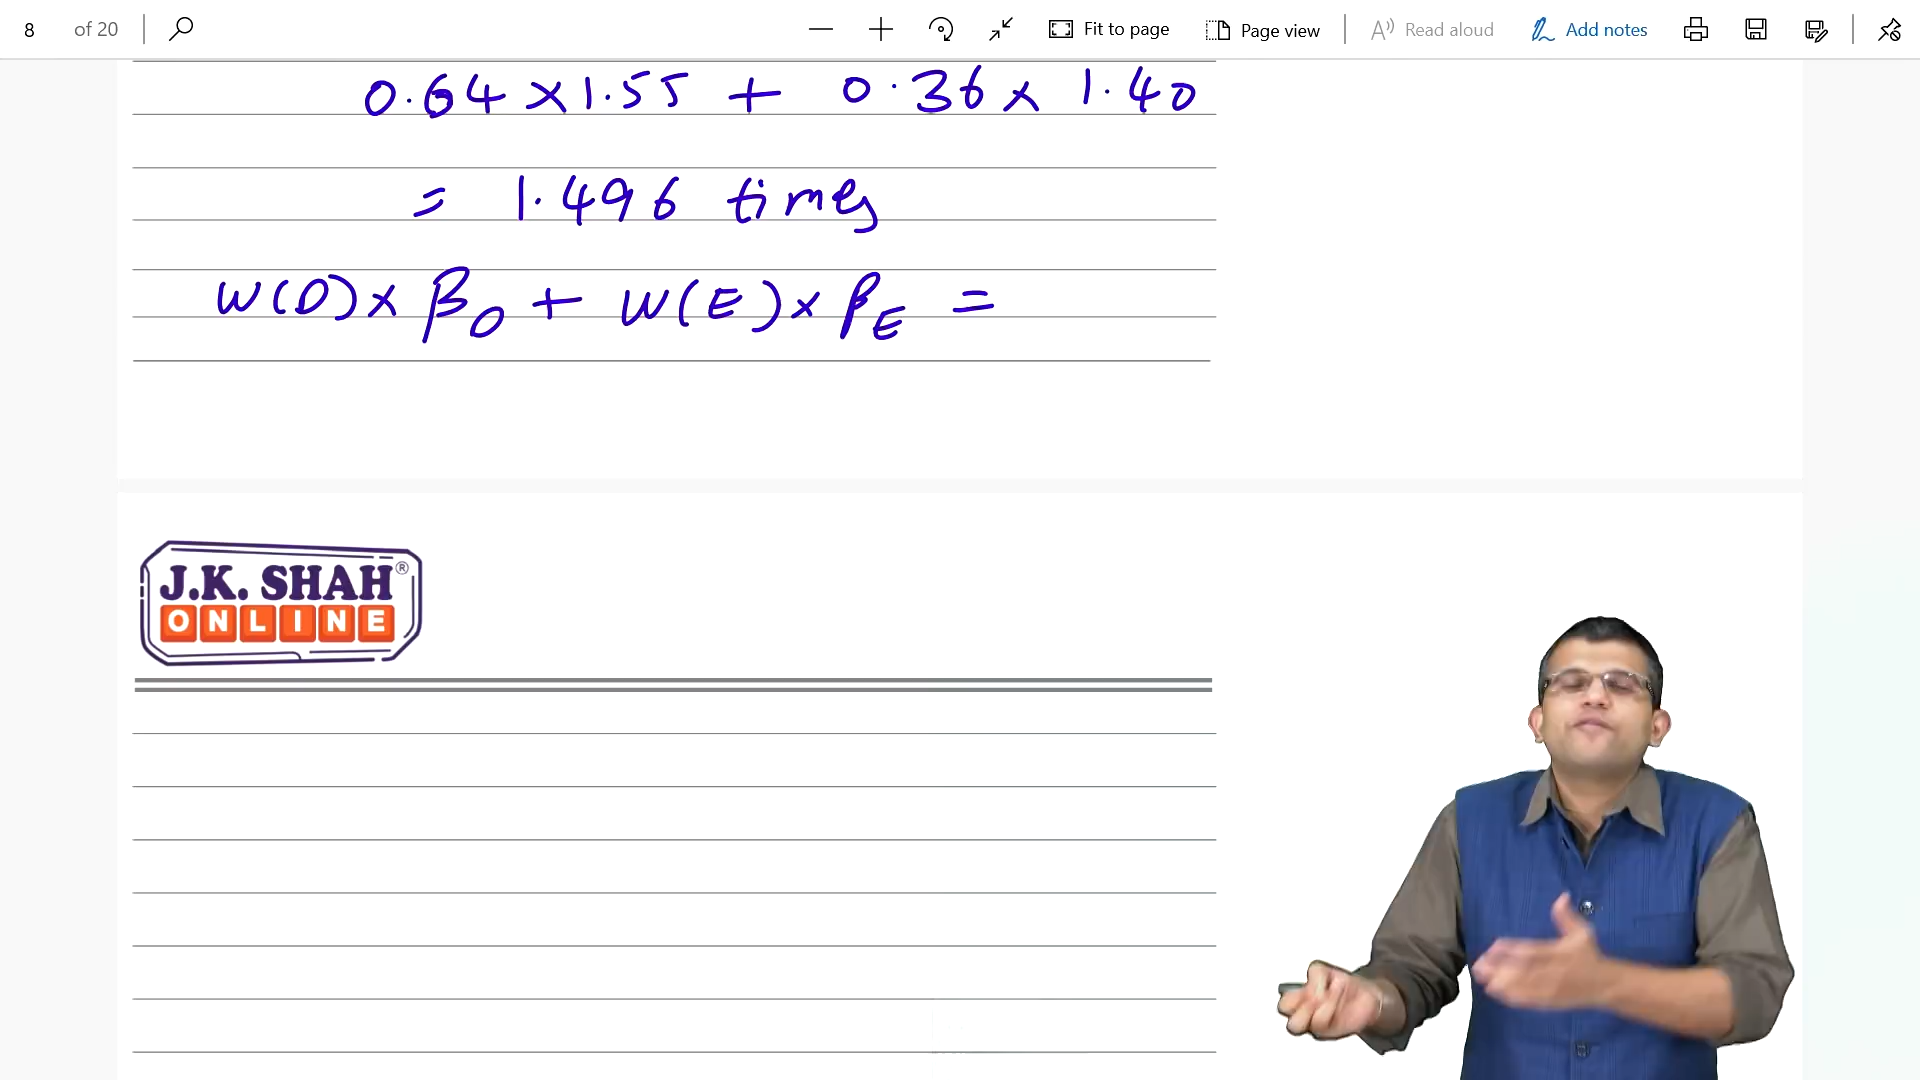 8 of 20 Fit to page Page view Read aloud Add notes
0.64 × 1.55 + 0.36 × 1.40
= 1.496 times
W(D) × βD + W(E) × βE =
J.K. SHAH®
ONLINE